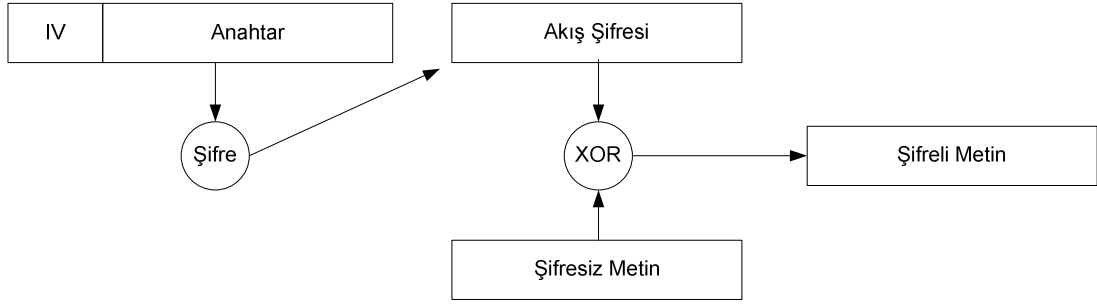 IV
Anahtar
Akış Şifresi
Şifre
XOR
Şifreli Metin
Şifresiz Metin